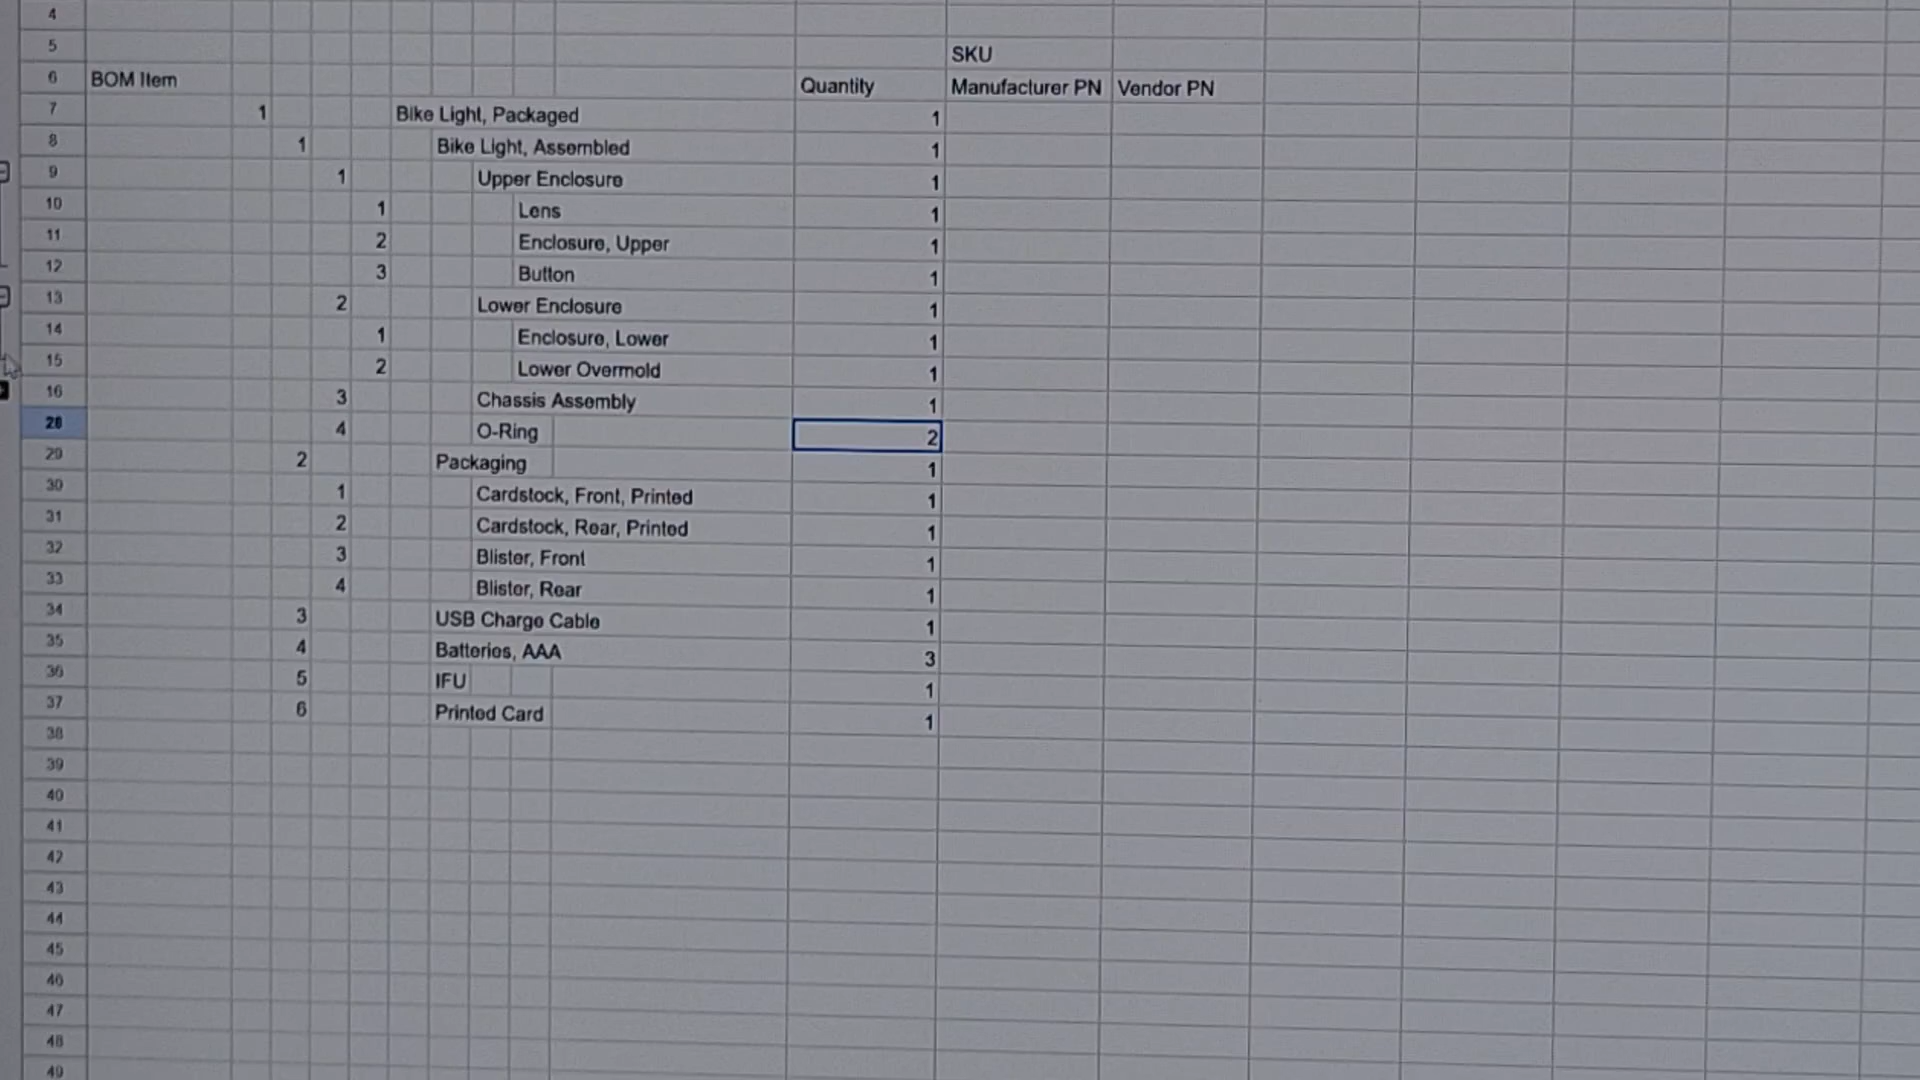 4
5 SKU
6 BOM Item Quantity Manufacturer PN Vendor PN
7 1 Bike Light, Packaged 1
8 1 Bike Light, Assembled 1
9 1 Upper Enclosure 1
10 1 Lens 1
11 2 Enclosure, Upper 1
12 3 Button 1
13 2 Lower Enclosure 1
14 1 Enclosure, Lower 1
15 2 Lower Overmold 1
16 3 Chassis Assembly 1
28 4 O-Ring 2
29 2 Packaging 1
30 1 Cardstock, Front, Printed 1
31 2 Cardstock, Rear, Printed 1
32 3 Blister, Front 1
33 4 Blister, Rear 1
34 3 USB Charge Cable 1
35 4 Batteries, AAA 3
36 5 IFU 1
37 6 Printed Card 1
38
39
40
41
42
43
44
45
46
47
48
49